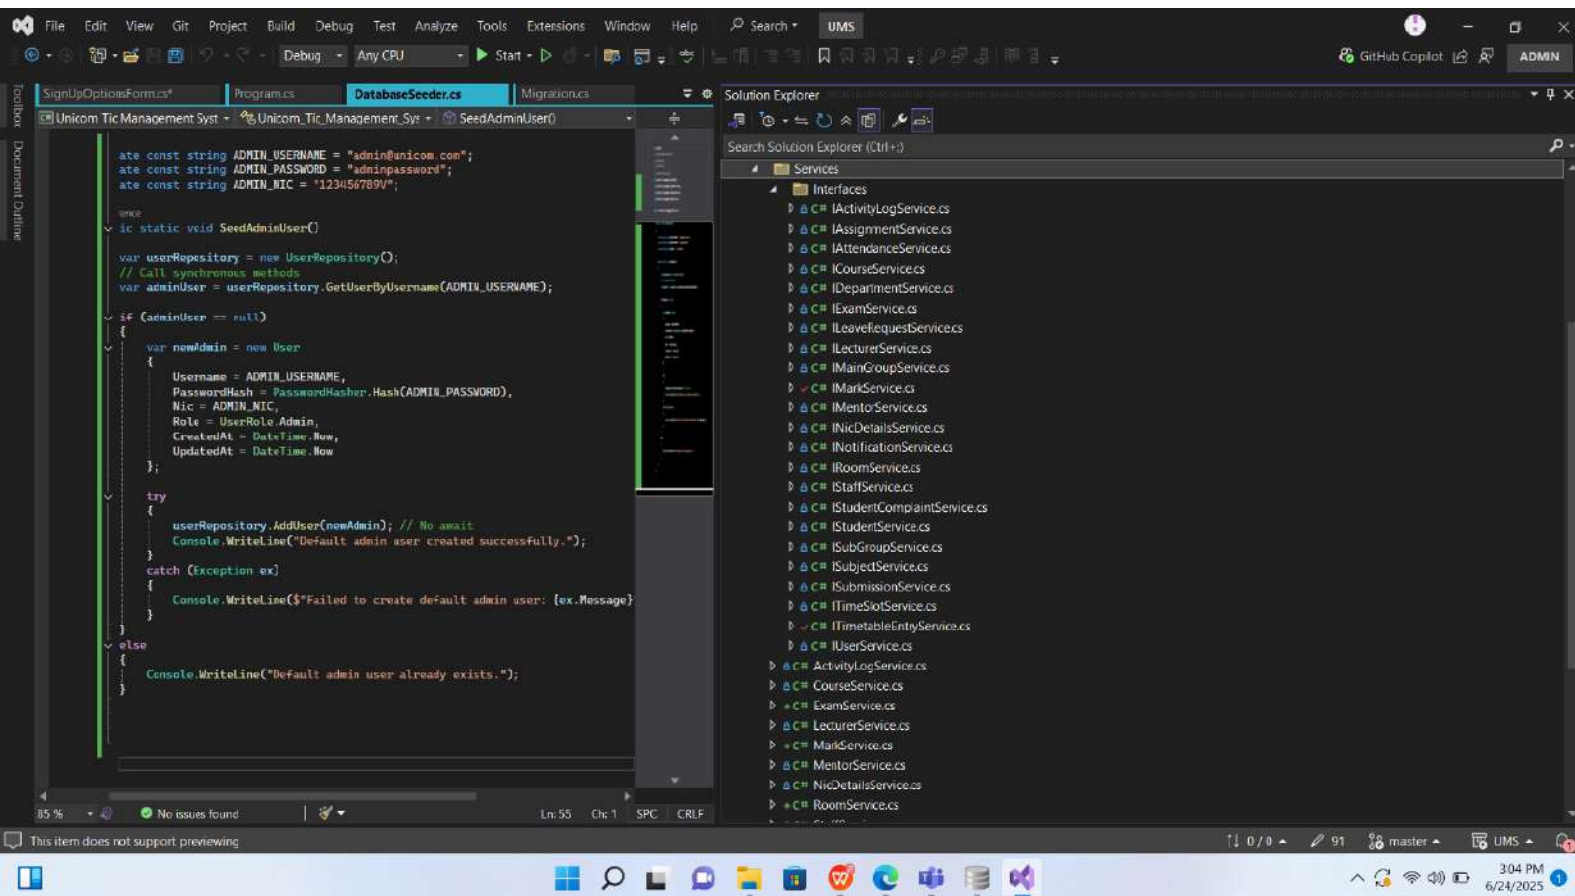 File Edit View Git Project Build Debug Test Analyze Tools Extensions Window Help Search UMS
Debug Any CPU Start GitHub Copilot ADMIN
Toolbox
Document Outline
SignUpOptionsForm.cs* Program.cs DatabaseSeeder.cs Migration.cs
Unicom Tic Management Syst Unicom_Tic_Management_Sys SeedAdminUser()
ate const string ADMIN_USERNAME = "admin@unicom.com";
ate const string ADMIN_PASSWORD = "adminpassword";
ate const string ADMIN_NIC = "123456789V";
ence
ic static void SeedAdminUser()
var userRepository = new UserRepository();
// Call synchronous methods
var adminUser = userRepository.GetUserByUsername(ADMIN_USERNAME);
if (adminUser == null)
{
var newAdmin = new User
{
Username = ADMIN_USERNAME,
PasswordHash = PasswordHasher.Hash(ADMIN_PASSWORD),
Nic = ADMIN_NIC,
Role = UserRole.Admin,
CreatedAt = DateTime.Now,
UpdatedAt = DateTime.Now
};
try
{
userRepository.AddUser(newAdmin); // No await
Console.WriteLine("Default admin user created successfully.");
}
catch (Exception ex)
{
Console.WriteLine($"Failed to create default admin user: {ex.Message}
}
}
else
{
Console.WriteLine("Default admin user already exists.");
}
85 % No issues found Ln: 55 Ch: 1 SPC CRLF
Solution Explorer
Search Solution Explorer (Ctrl+;)
Services
Interfaces
C# IActivityLogService.cs
C# IAssignmentService.cs
C# IAttendanceService.cs
C# ICourseService.cs
C# IDepartmentService.cs
C# IExamService.cs
C# ILeaveRequestService.cs
C# ILecturerService.cs
C# IMainGroupService.cs
C# IMarkService.cs
C# IMentorService.cs
C# INicDetailsService.cs
C# INotificationService.cs
C# IRoomService.cs
C# IStaffService.cs
C# IStudentComplaintService.cs
C# IStudentService.cs
C# ISubGroupService.cs
C# ISubjectService.cs
C# ISubmissionService.cs
C# ITimeSlotService.cs
C# ITimetableEntryService.cs
C# IUserService.cs
C# ActivityLogService.cs
C# CourseService.cs
C# ExamService.cs
C# LecturerService.cs
C# MarkService.cs
C# MentorService.cs
C# NicDetailsService.cs
C# RoomService.cs
This item does not support previewing 0 / 0 91 master UMS 1
3:04 PM
6/24/2025 1